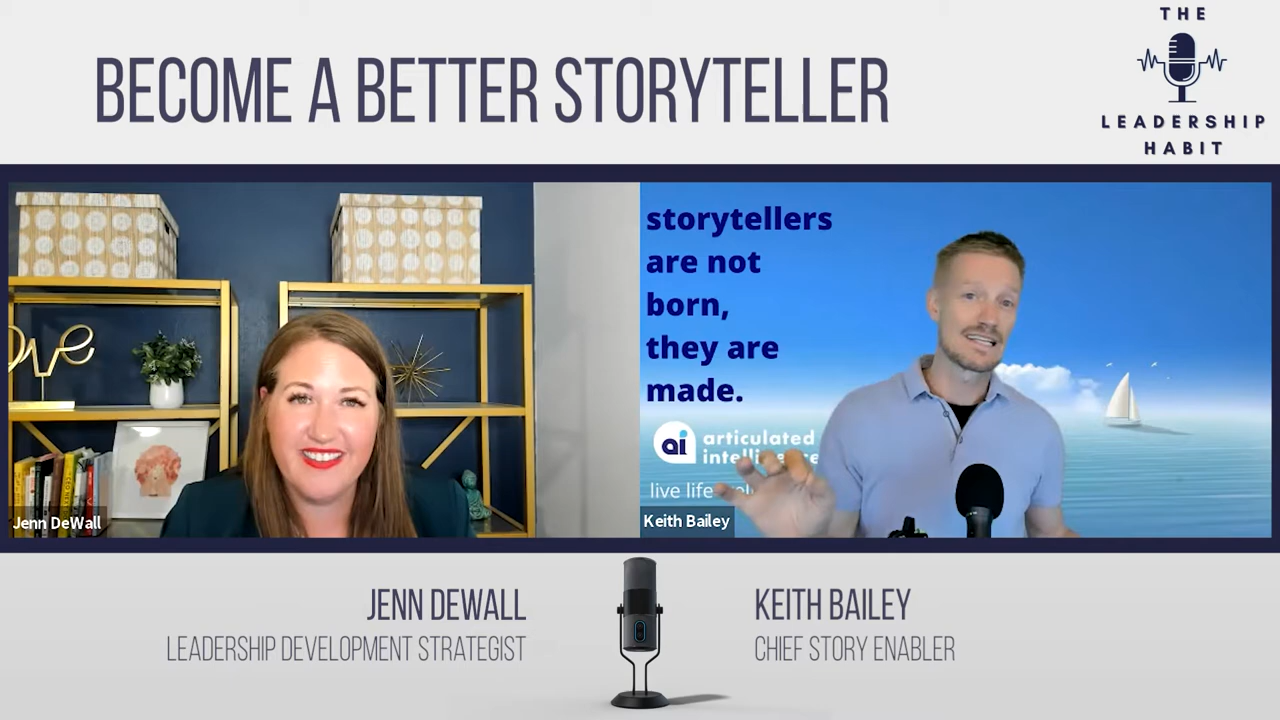 THE
LEADERSHIP
HABIT
BECOME A BETTER STORYTELLER
ove
Jenn DeWall
storytellers
are not
born,
they are
made.
ai articulated
live life
Keith Bailey
JENN DEWALL
LEADERSHIP DEVELOPMENT STRATEGIST
KEITH BAILEY
CHIEF STORY ENABLER